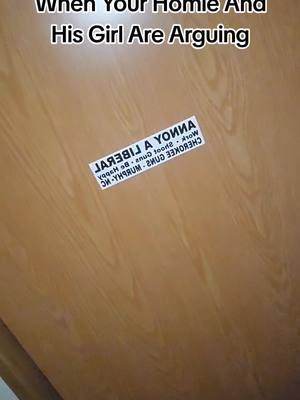 When Your Homie And
His Girl Are Arguing
ANNOY A LIBERAL
Work · Shoot Guns · Be Happy
CHEROKEE GUNS - MURPHY, NC